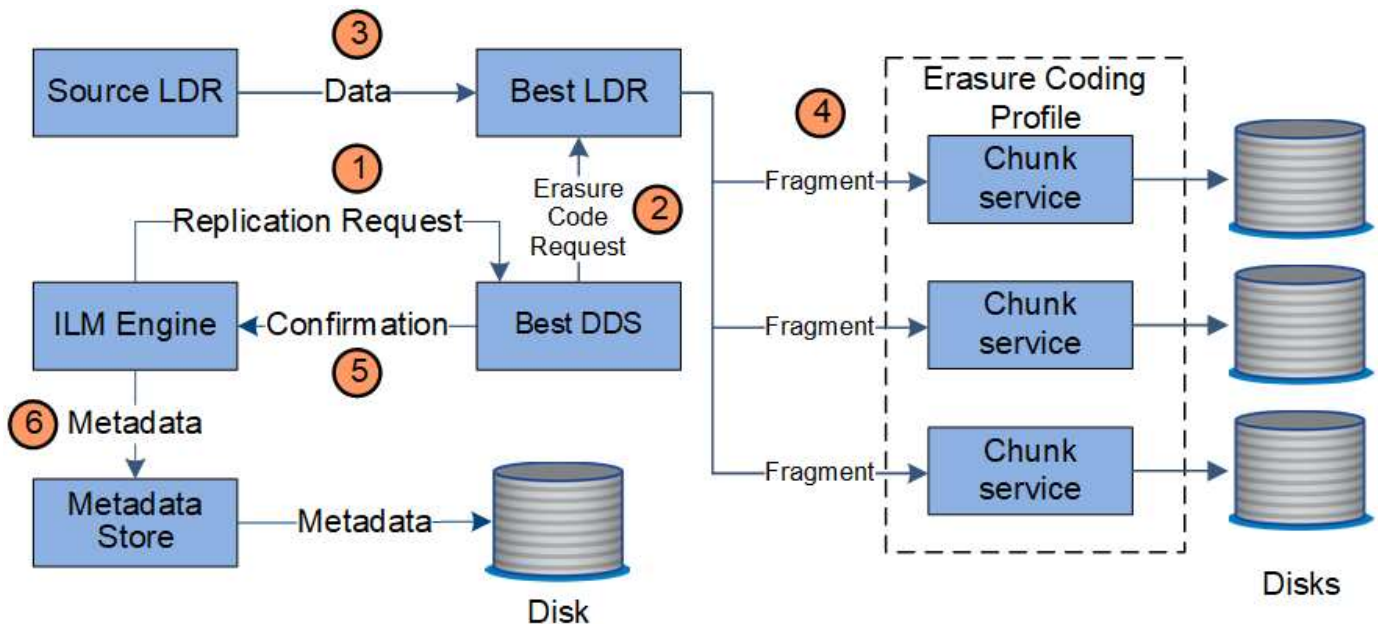 3
Source LDR
Data
Best LDR
4
Erasure Coding
Profile
1
Replication Request
Erasure
Code
Request
2
Fragment
Chunk
service
ILM Engine
Confirmation
Best DDS
5
Fragment
Chunk
service
6
Metadata
Fragment
Chunk
service
Metadata
Store
Metadata
Disk
Disks